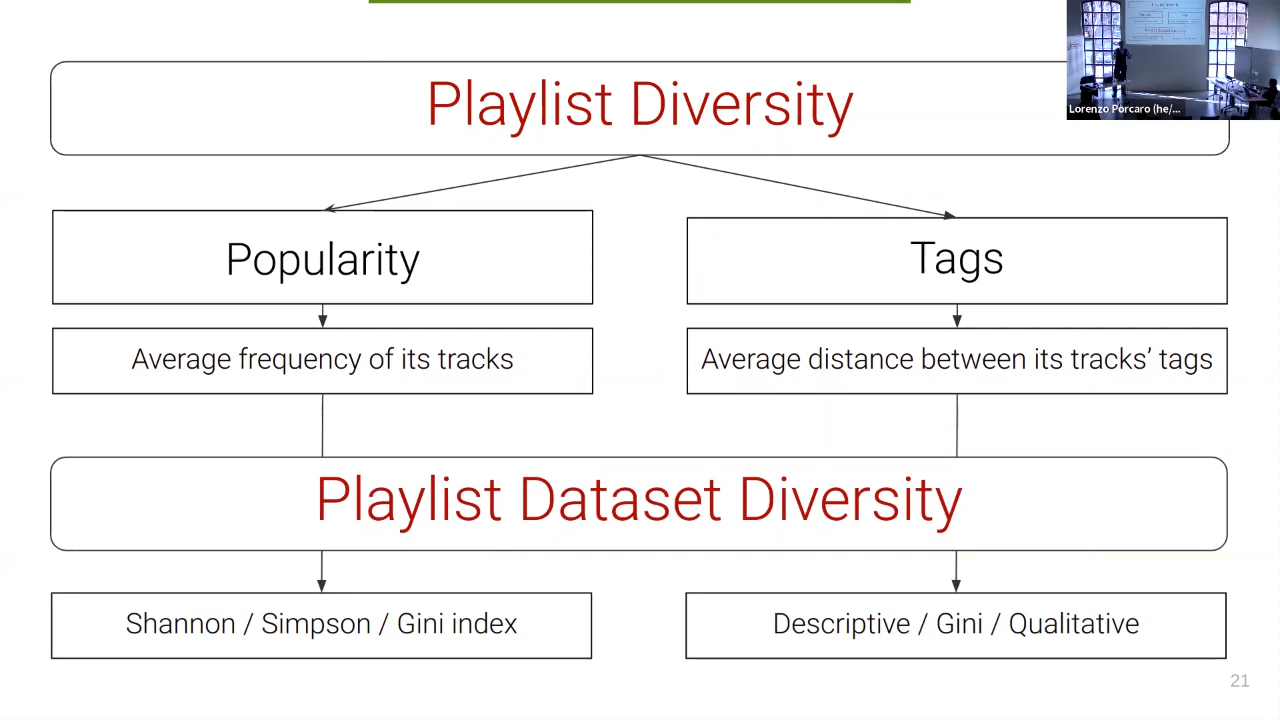 Playlist Diversity
Lorenzo Porcaro (he/...
Popularity
Tags
Average frequency of its tracks
Average distance between its tracks’ tags
Playlist Dataset Diversity
Shannon / Simpson / Gini index
Descriptive / Gini / Qualitative
21